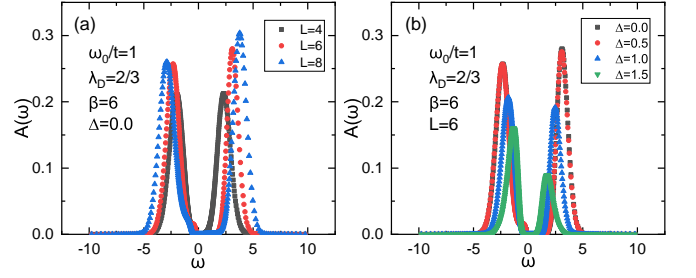 (a)
L=4
L=6
L=8
ω₀/t=1
λ_D=2/3
β=6
Δ=0.0
A(ω)
0.3
0.2
0.1
0.0
-10 -5 0 5 10
ω
(b)
Δ=0.0
Δ=0.5
Δ=1.0
Δ=1.5
ω₀/t=1
λ_D=2/3
β=6
L=6
A(ω)
0.3
0.2
0.1
0.0
-10 -5 0 5 10
ω